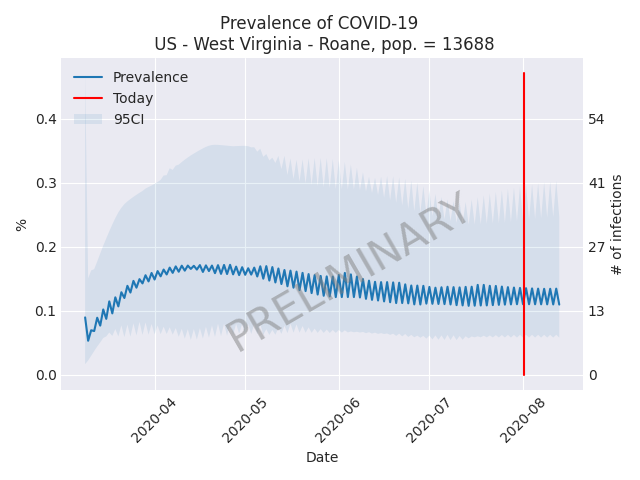 Prevalence of COVID-19
US - West Virginia - Roane, pop. = 13688
Prevalence
Today
95CI
0.4
0.3
0.2
0.1
0.0
%
54
41
27
13
0
# of infections
PRELIMINARY
2020-04
2020-05
2020-06
2020-07
2020-08
Date